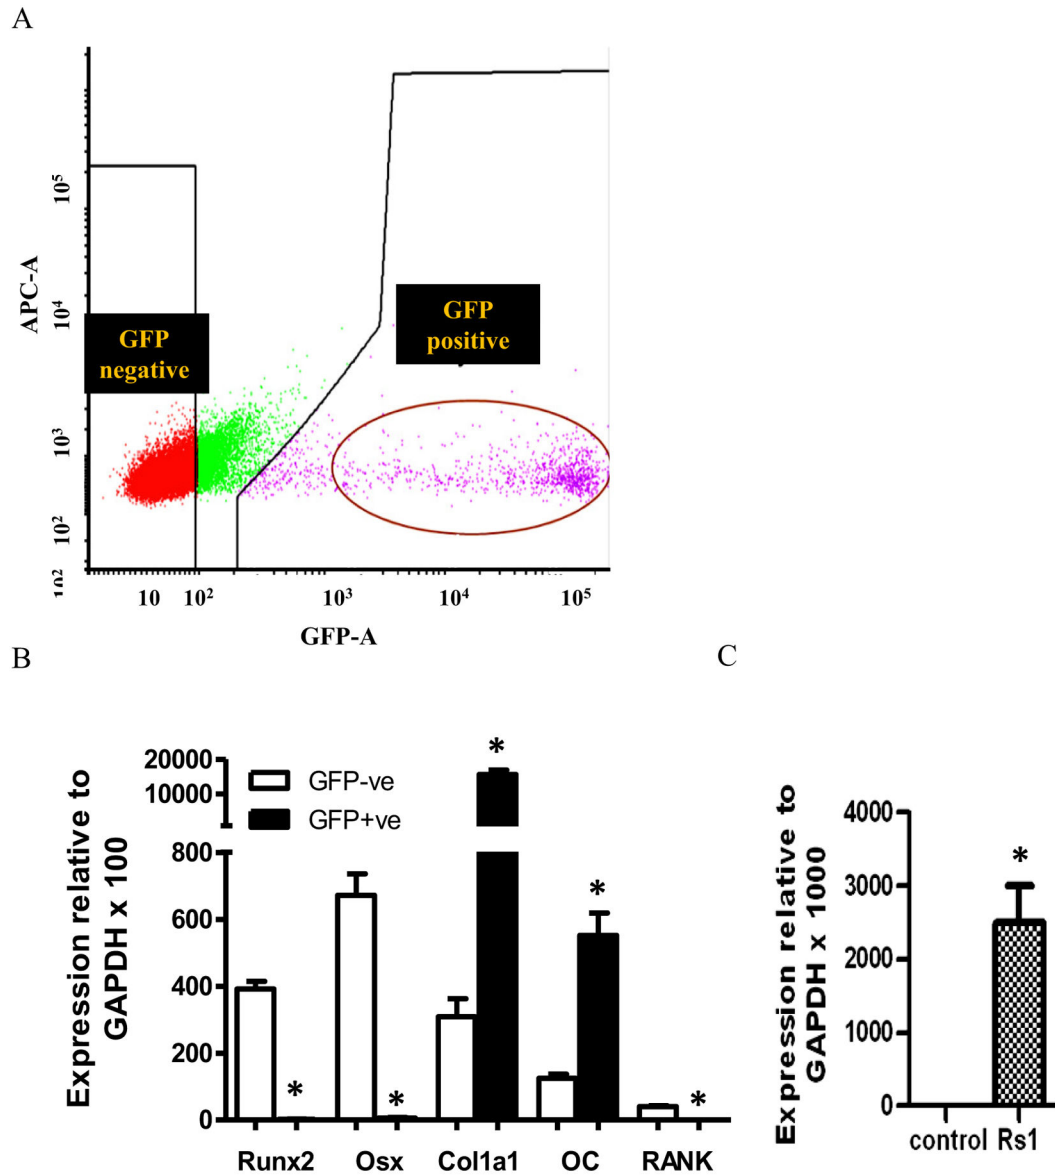 A
APC-A
10⁵
10⁴
10³
10²
10²
GFP
negative
GFP
positive
10 10² 10³ 10⁴ 10⁵
GFP-A
B
Expression relative to
GAPDH x 100
20000
10000
800
600
400
200
0
GFP-ve
GFP+ve
*
*
*
*
*
Runx2 Osx Col1a1 OC RANK
C
Expression relative to
GAPDH x 1000
4000
3000
2000
1000
0
*
control Rs1